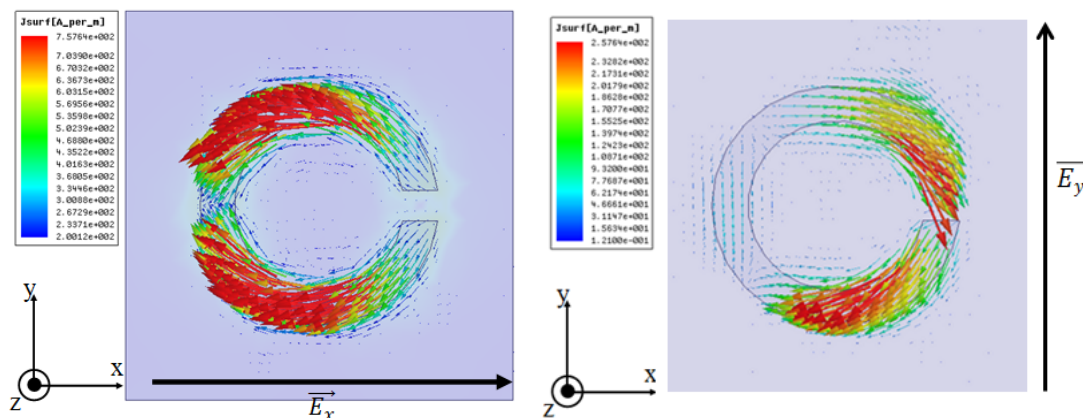 Jsurf[A_per_m]
7.5764e+002
7.0390e+002
6.7032e+002
6.3673e+002
6.0315e+002
5.6956e+002
5.3598e+002
5.0239e+002
4.6880e+002
4.3522e+002
4.0163e+002
3.6805e+002
3.3446e+002
3.0088e+002
2.6729e+002
2.3371e+002
2.0012e+002
y
x
z
Ex
Jsurf[A_per_m]
2.5764e+002
2.3282e+002
2.1731e+002
2.0179e+002
1.8628e+002
1.7077e+002
1.5525e+002
1.3974e+002
1.2423e+002
1.0871e+002
9.3200e+001
7.7687e+001
6.2174e+001
4.6661e+001
3.1147e+001
1.5634e+001
1.2100e-001
Ey
y
x
z